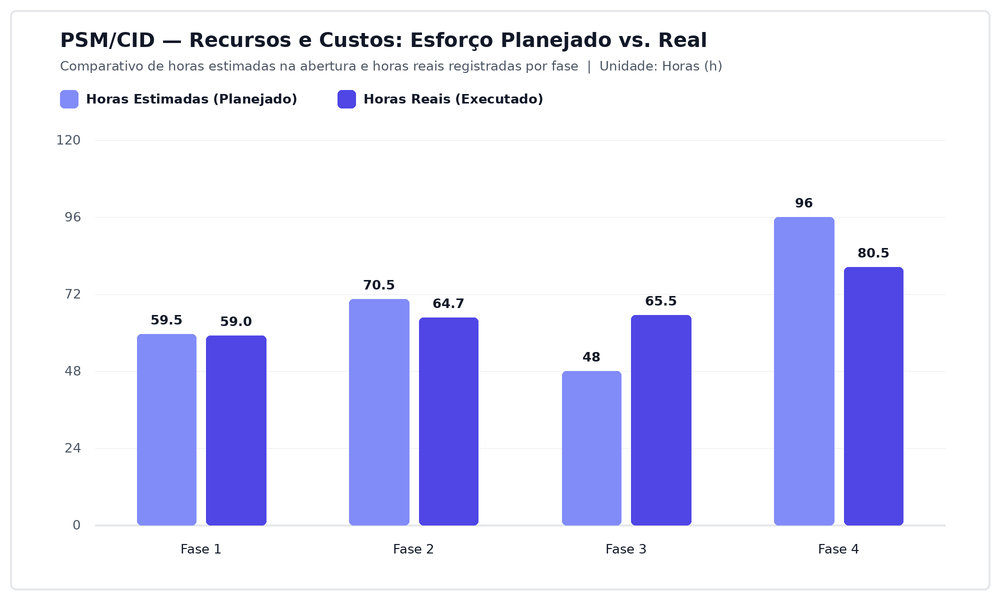 PSM/CID — Recursos e Custos: Esforço Planejado vs. Real
Comparativo de horas estimadas na abertura e horas reais registradas por fase | Unidade: Horas (h)
Horas Estimadas (Planejado) Horas Reais (Executado)
120
96
72
48
24
0
59.5 59.0
70.5 64.7
48 65.5
96 80.5
Fase 1 Fase 2 Fase 3 Fase 4